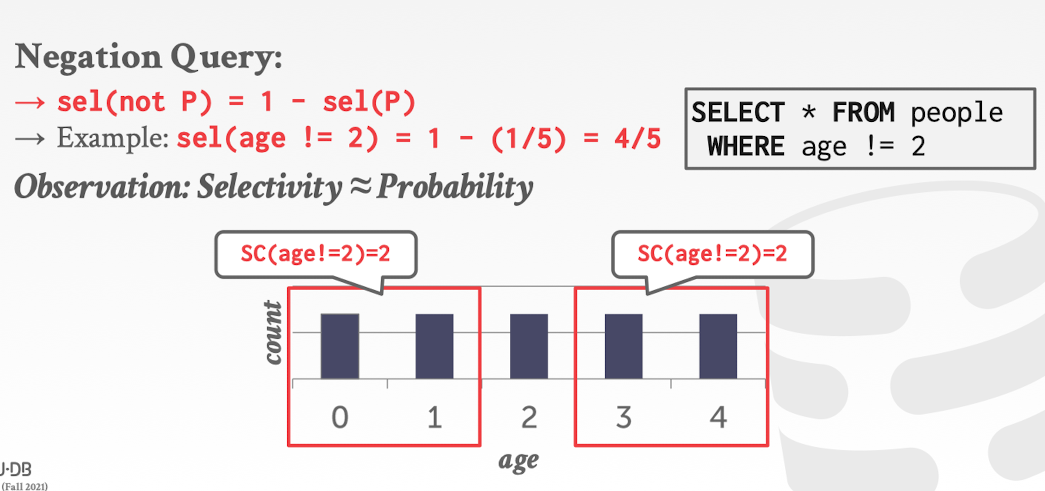 Negation Query:
→ sel(not P) = 1 - sel(P)
→ Example: sel(age != 2) = 1 - (1/5) = 4/5
Observation: Selectivity ≈ Probability
SELECT * FROM people
WHERE age != 2
SC(age!=2)=2
SC(age!=2)=2
count
0 1 2 3 4
age
U·DB
(Fall 2021)